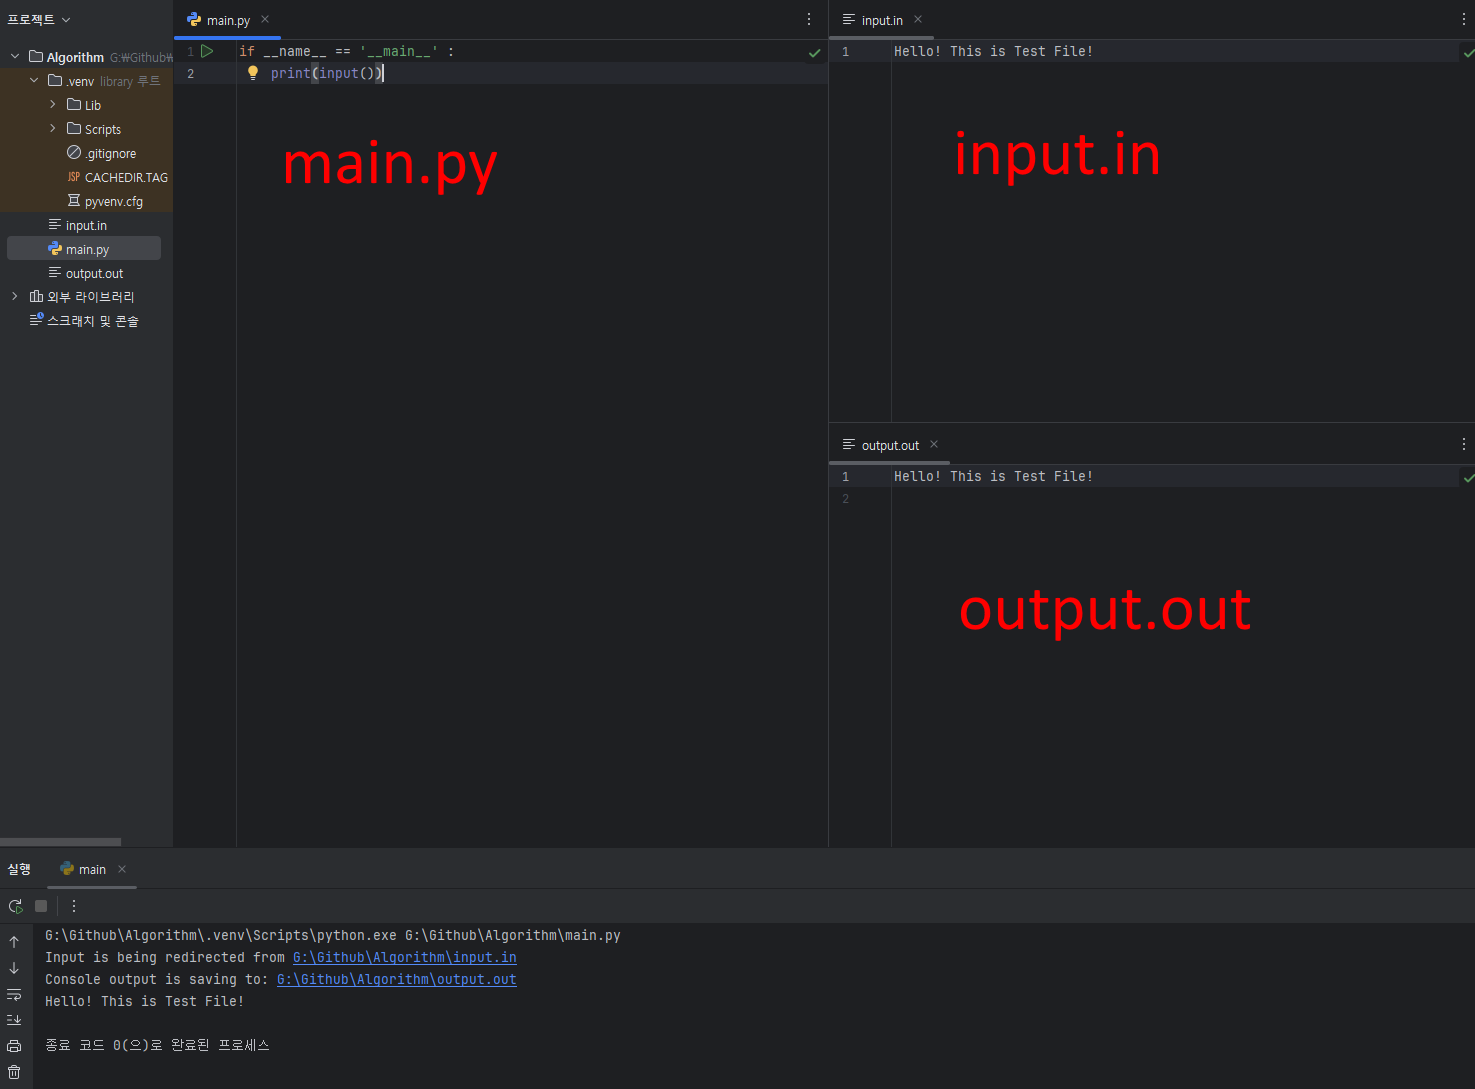 프로젝트
Algorithm G:₩Github₩
.venv library 루트
Lib
Scripts
.gitignore
JSP CACHEDIR.TAG
pyvenv.cfg
input.in
main.py
output.out
외부 라이브러리
스크래치 및 콘솔
main.py
1 if __name__ == '__main__' :
2 print(input())
main.py
input.in
1 Hello! This is Test File!
input.in
output.out
1 Hello! This is Test File!
2
output.out
실행 main
G:\Github\Algorithm\.venv\Scripts\python.exe G:\Github\Algorithm\main.py
Input is being redirected from G:\Github\Algorithm\input.in
Console output is saving to: G:\Github\Algorithm\output.out
Hello! This is Test File!
종료 코드 0(으)로 완료된 프로세스